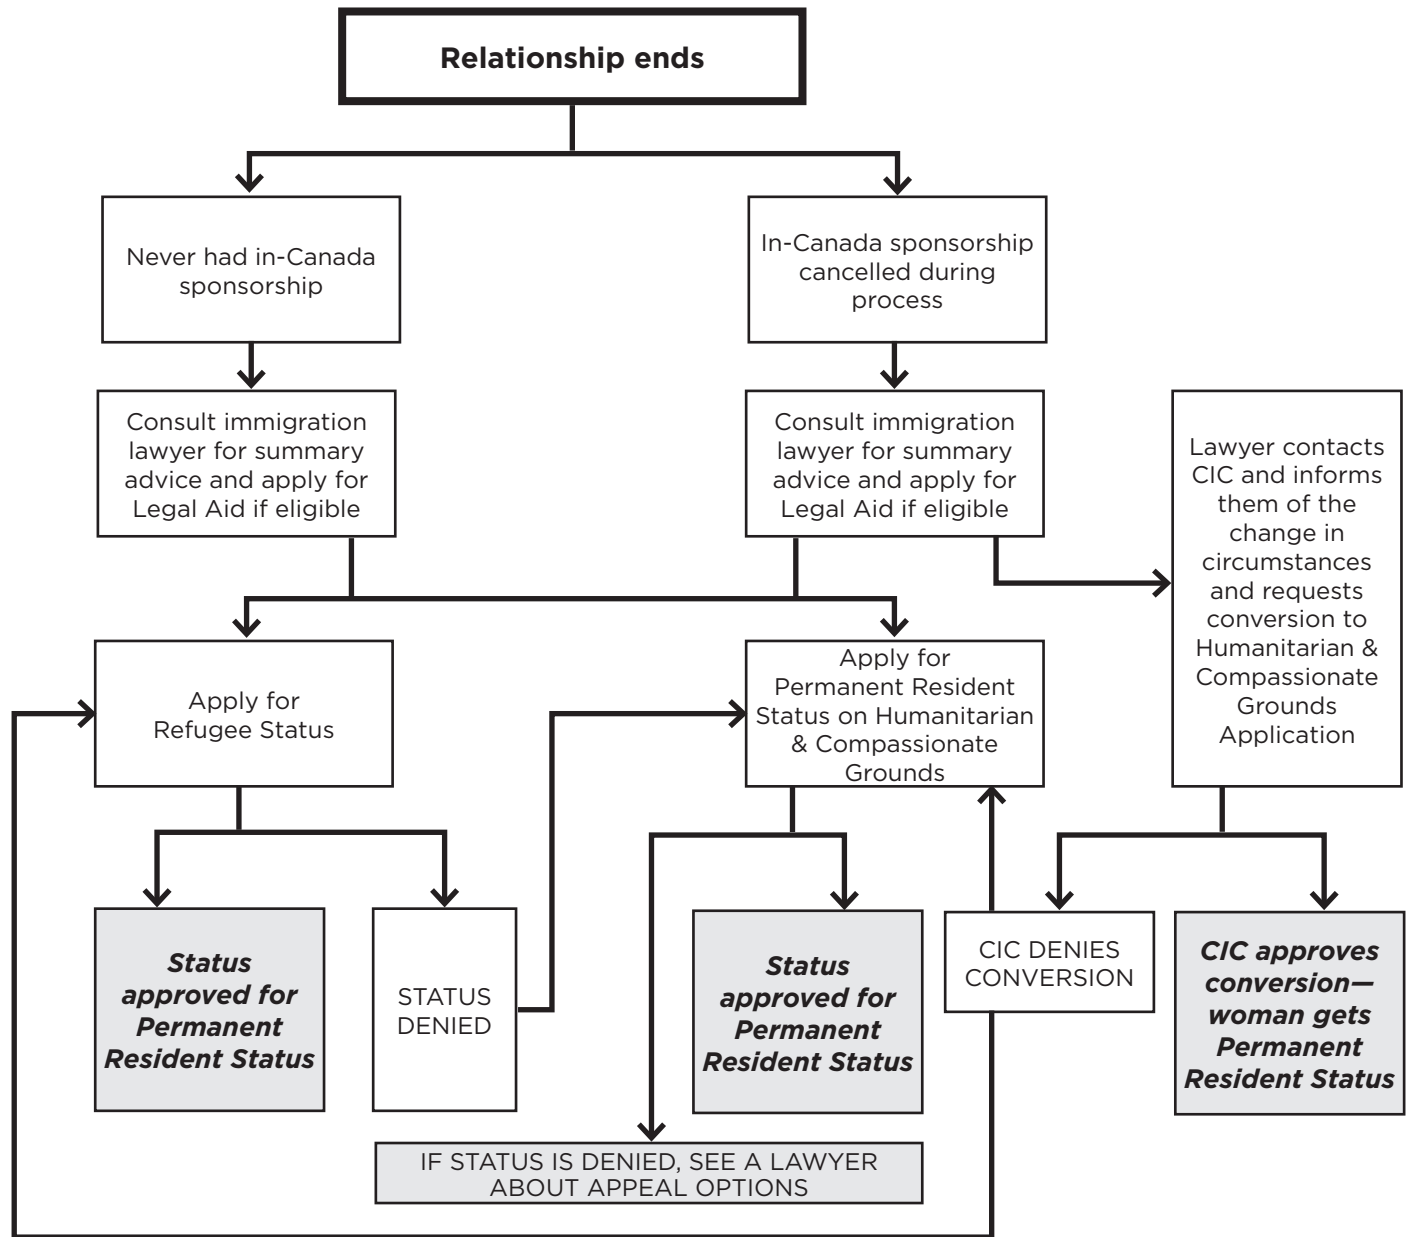 Relationship ends
Never had in-Canada
sponsorship
In-Canada sponsorship
cancelled during
process
Consult immigration
lawyer for summary
advice and apply for
Legal Aid if eligible
Consult immigration
lawyer for summary
advice and apply for
Legal Aid if eligible
Lawyer contacts
CIC and informs
them of the
change in
circumstances
and requests
conversion to
Humanitarian &
Compassionate
Grounds
Application
Apply for
Refugee Status
Apply for
Permanent Resident
Status on Humanitarian
& Compassionate
Grounds
Status
approved for
Permanent
Resident Status
STATUS
DENIED
Status
approved for
Permanent
Resident Status
CIC DENIES
CONVERSION
CIC approves
conversion—
woman gets
Permanent
Resident Status
IF STATUS IS DENIED, SEE A LAWYER
ABOUT APPEAL OPTIONS